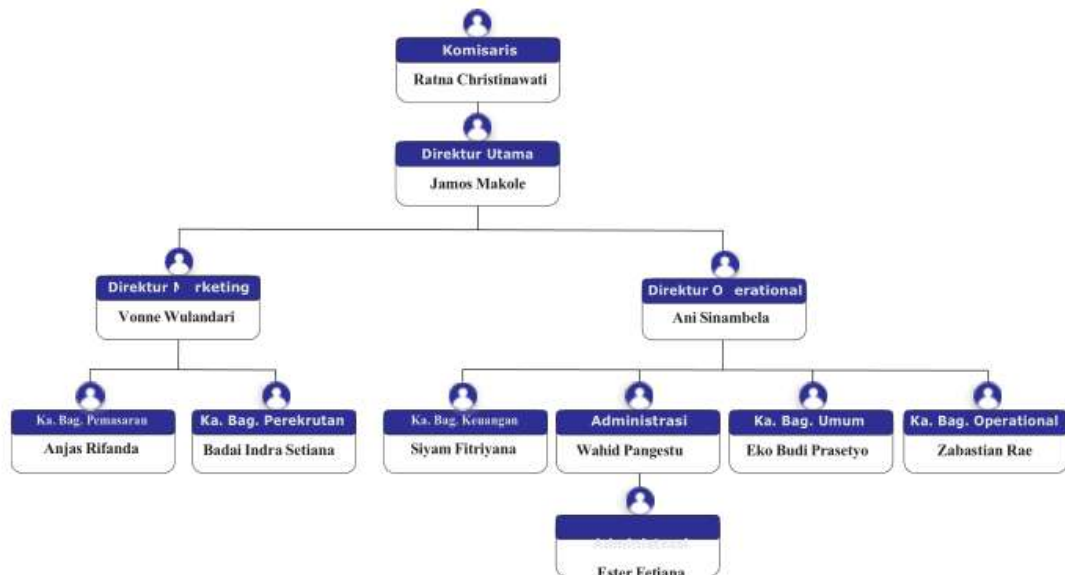 Komisaris
Ratna Christinawati
Direktur Utama
Jamos Makole
Direktur M rketing
Direktur O erational
Vonne Wulandari
Ani Sinambela
Ka. Bag. Pemasaran
Ka. Bag. Perekrutan
Ka. Bag. Keuangan
Administrasi
Ka. Bag. Umum
Ka. Bag. Operational
Anjas Rifanda
Badai Indra Setiana
Siyam Fitriyana
Wahid Pangestu
Eko Budi Prasetyo
Zabastian Rae
Ester Fetiana